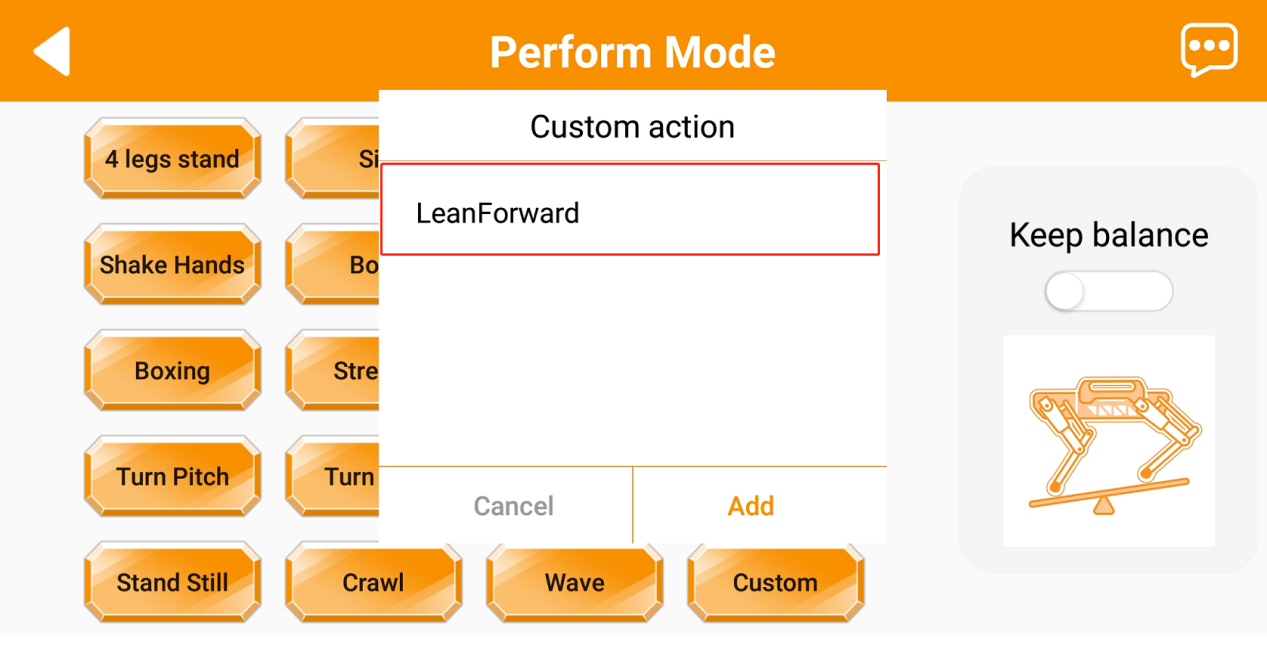 Perform Mode
Custom action
LeanForward
Cancel
Add
4 legs stand
Si
Shake Hands
Bo
Boxing
Stre
Turn Pitch
Turn
Stand Still
Crawl
Wave
Custom
Keep balance